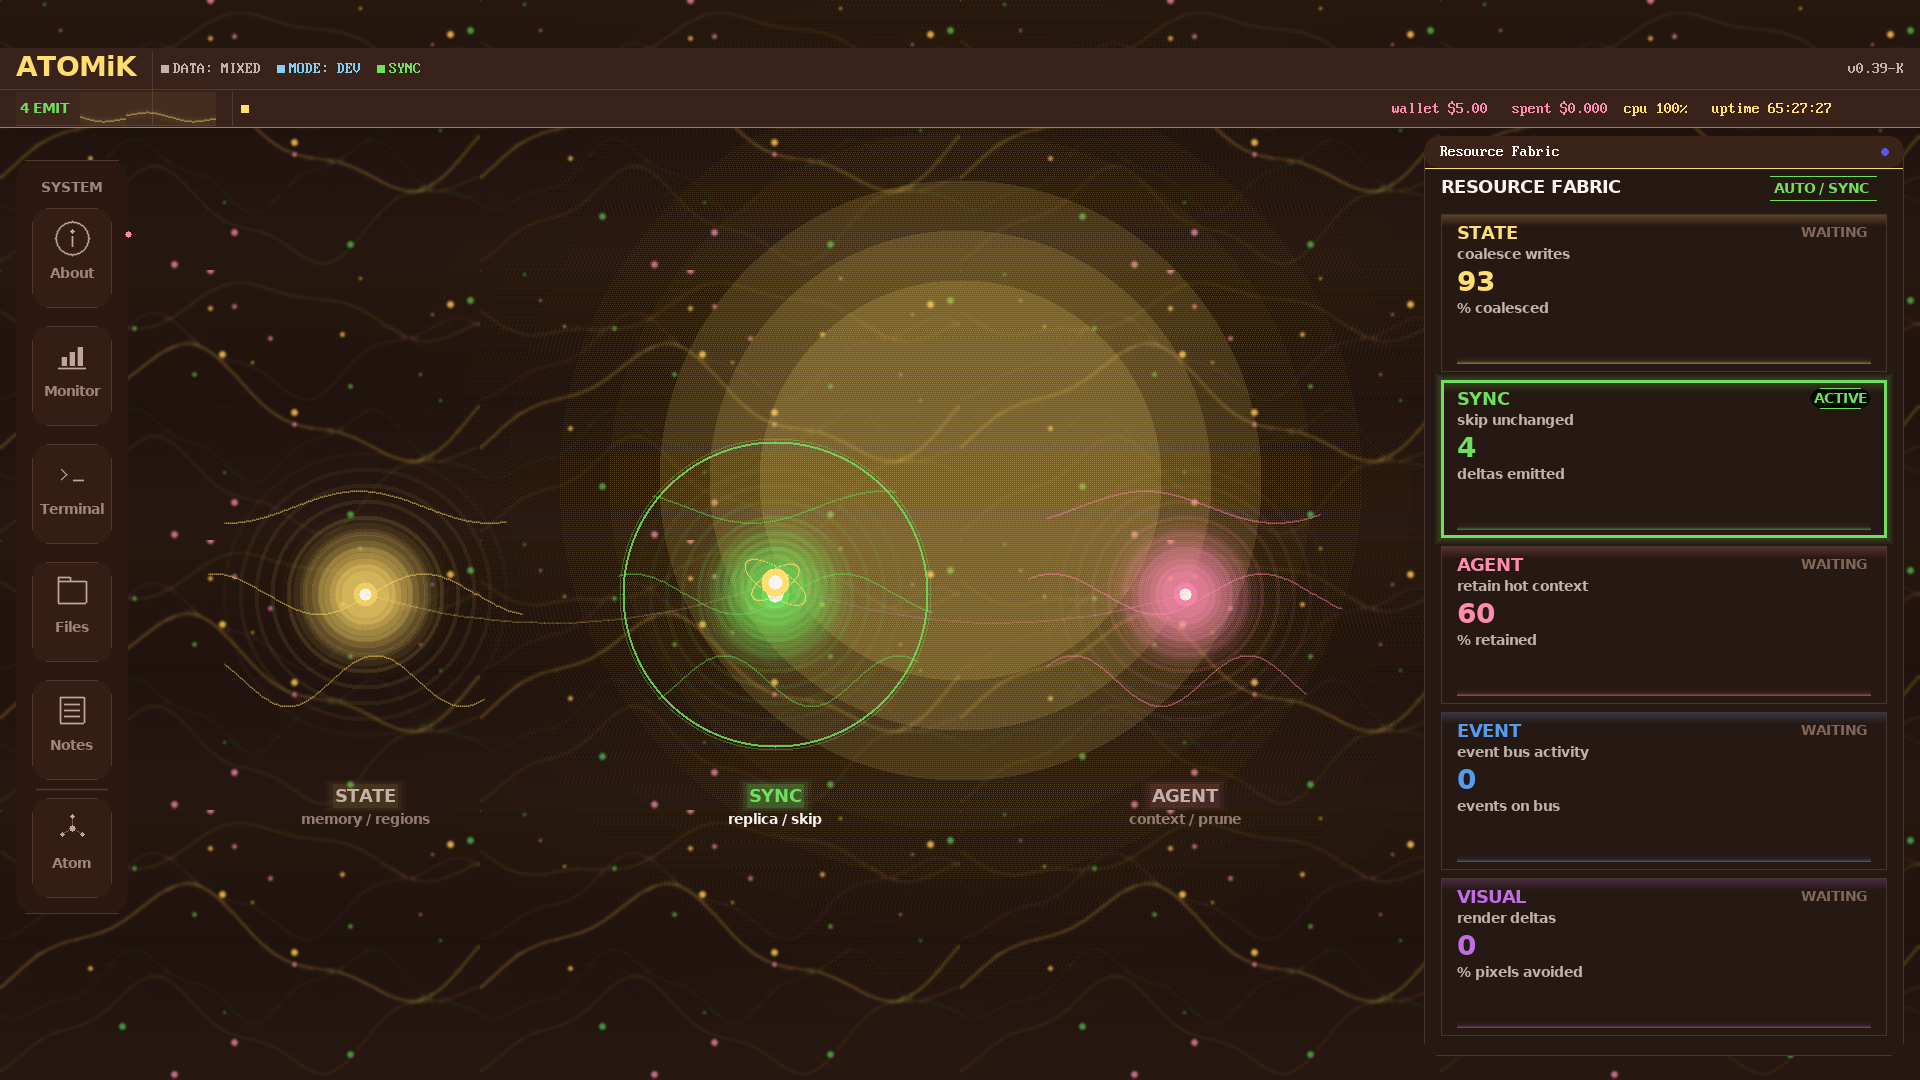 ATOMiK
DATA: MIXED
MODE: DEV
SYNC
v0.39-K
4 EMIT
wallet $5.00
spent $0.000
cpu 100%
uptime 65:27:27
SYSTEM
About
Monitor
Terminal
Files
Notes
Atom
STATE
memory / regions
SYNC
replica / skip
AGENT
context / prune
Resource Fabric
RESOURCE FABRIC
AUTO / SYNC
STATE
WAITING
coalesce writes
93
% coalesced
SYNC
ACTIVE
skip unchanged
4
deltas emitted
AGENT
WAITING
retain hot context
60
% retained
EVENT
WAITING
event bus activity
0
events on bus
VISUAL
WAITING
render deltas
0
% pixels avoided